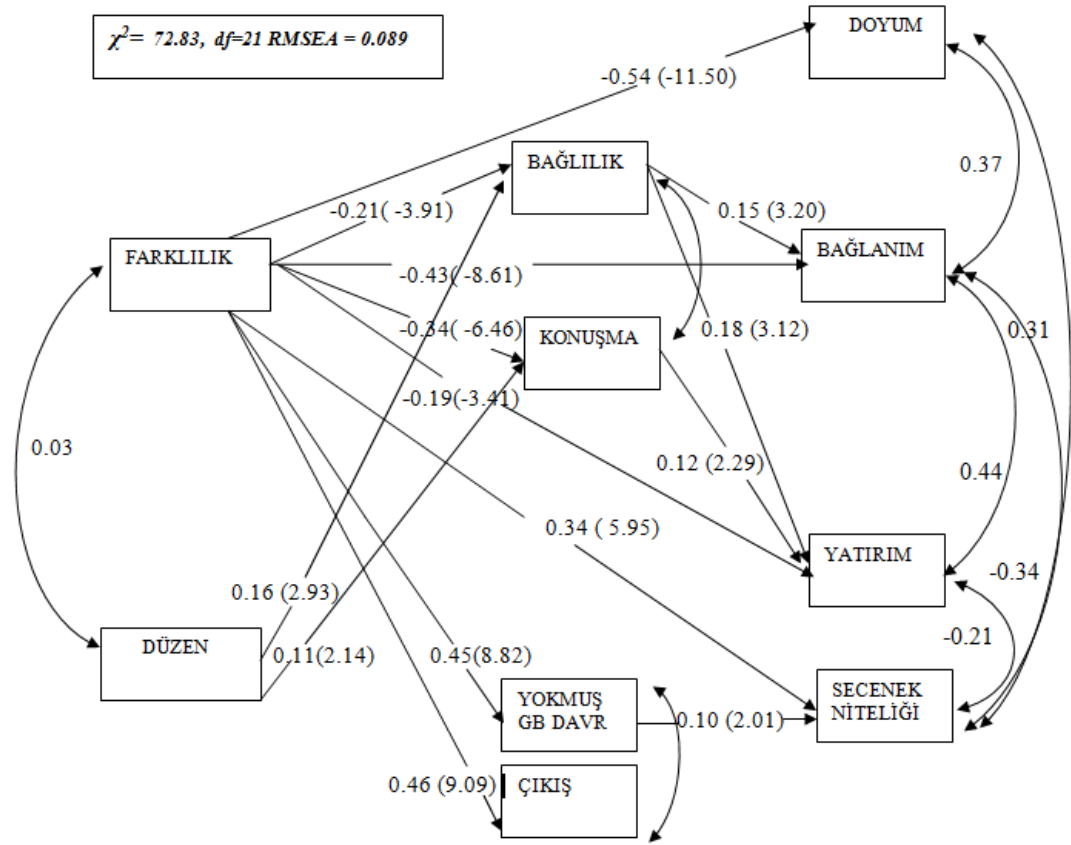 χ²= 72.83, df=21 RMSEA = 0.089
DOYUM
-0.54 (-11.50)
BAĞLILIK
0.37
-0.21( -3.91)
0.15 (3.20)
FARKLILIK
BAĞLANIM
-0.43( -8.61)
-0.34( -6.46)
KONUŞMA
0.18 (3.12)
0.31
-0.19(-3.41)
0.03
0.12 (2.29)
0.44
0.34 ( 5.95)
YATIRIM
-0.34
0.16 (2.93)
-0.21
DÜZEN
0.11(2.14)
0.45(8.82)
SECENEK
NİTELİĞİ
YOKMUŞ
GB DAVR
0.10 (2.01)
0.46 (9.09)
ÇIKIŞ